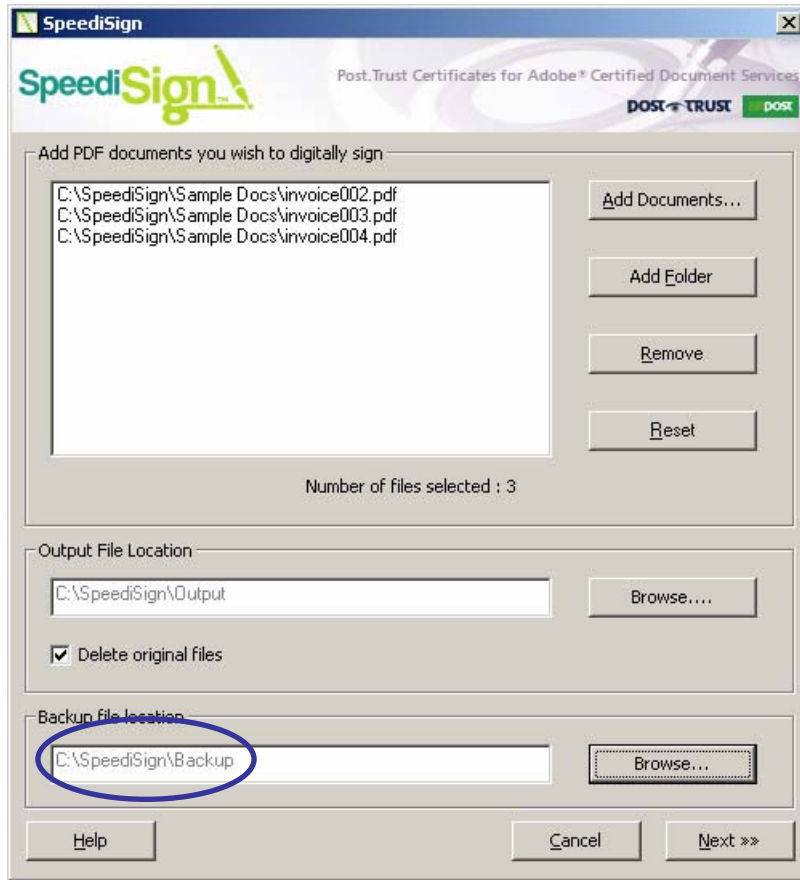 SpeediSign
SpeediSign™
Post.Trust Certificates for Adobe® Certified Document Services
POST TRUST
post
Add PDF documents you wish to digitally sign
C:\SpeediSign\Sample Docs\invoice002.pdf
C:\SpeediSign\Sample Docs\invoice003.pdf
C:\SpeediSign\Sample Docs\invoice004.pdf
Add Documents...
Add Folder
Remove
Reset
Number of files selected : 3
Output File Location
C:\SpeediSign\Output
Browse....
Delete original files
Backup file location
C:\SpeediSign\Backup
Browse...
Help
Cancel
Next »»